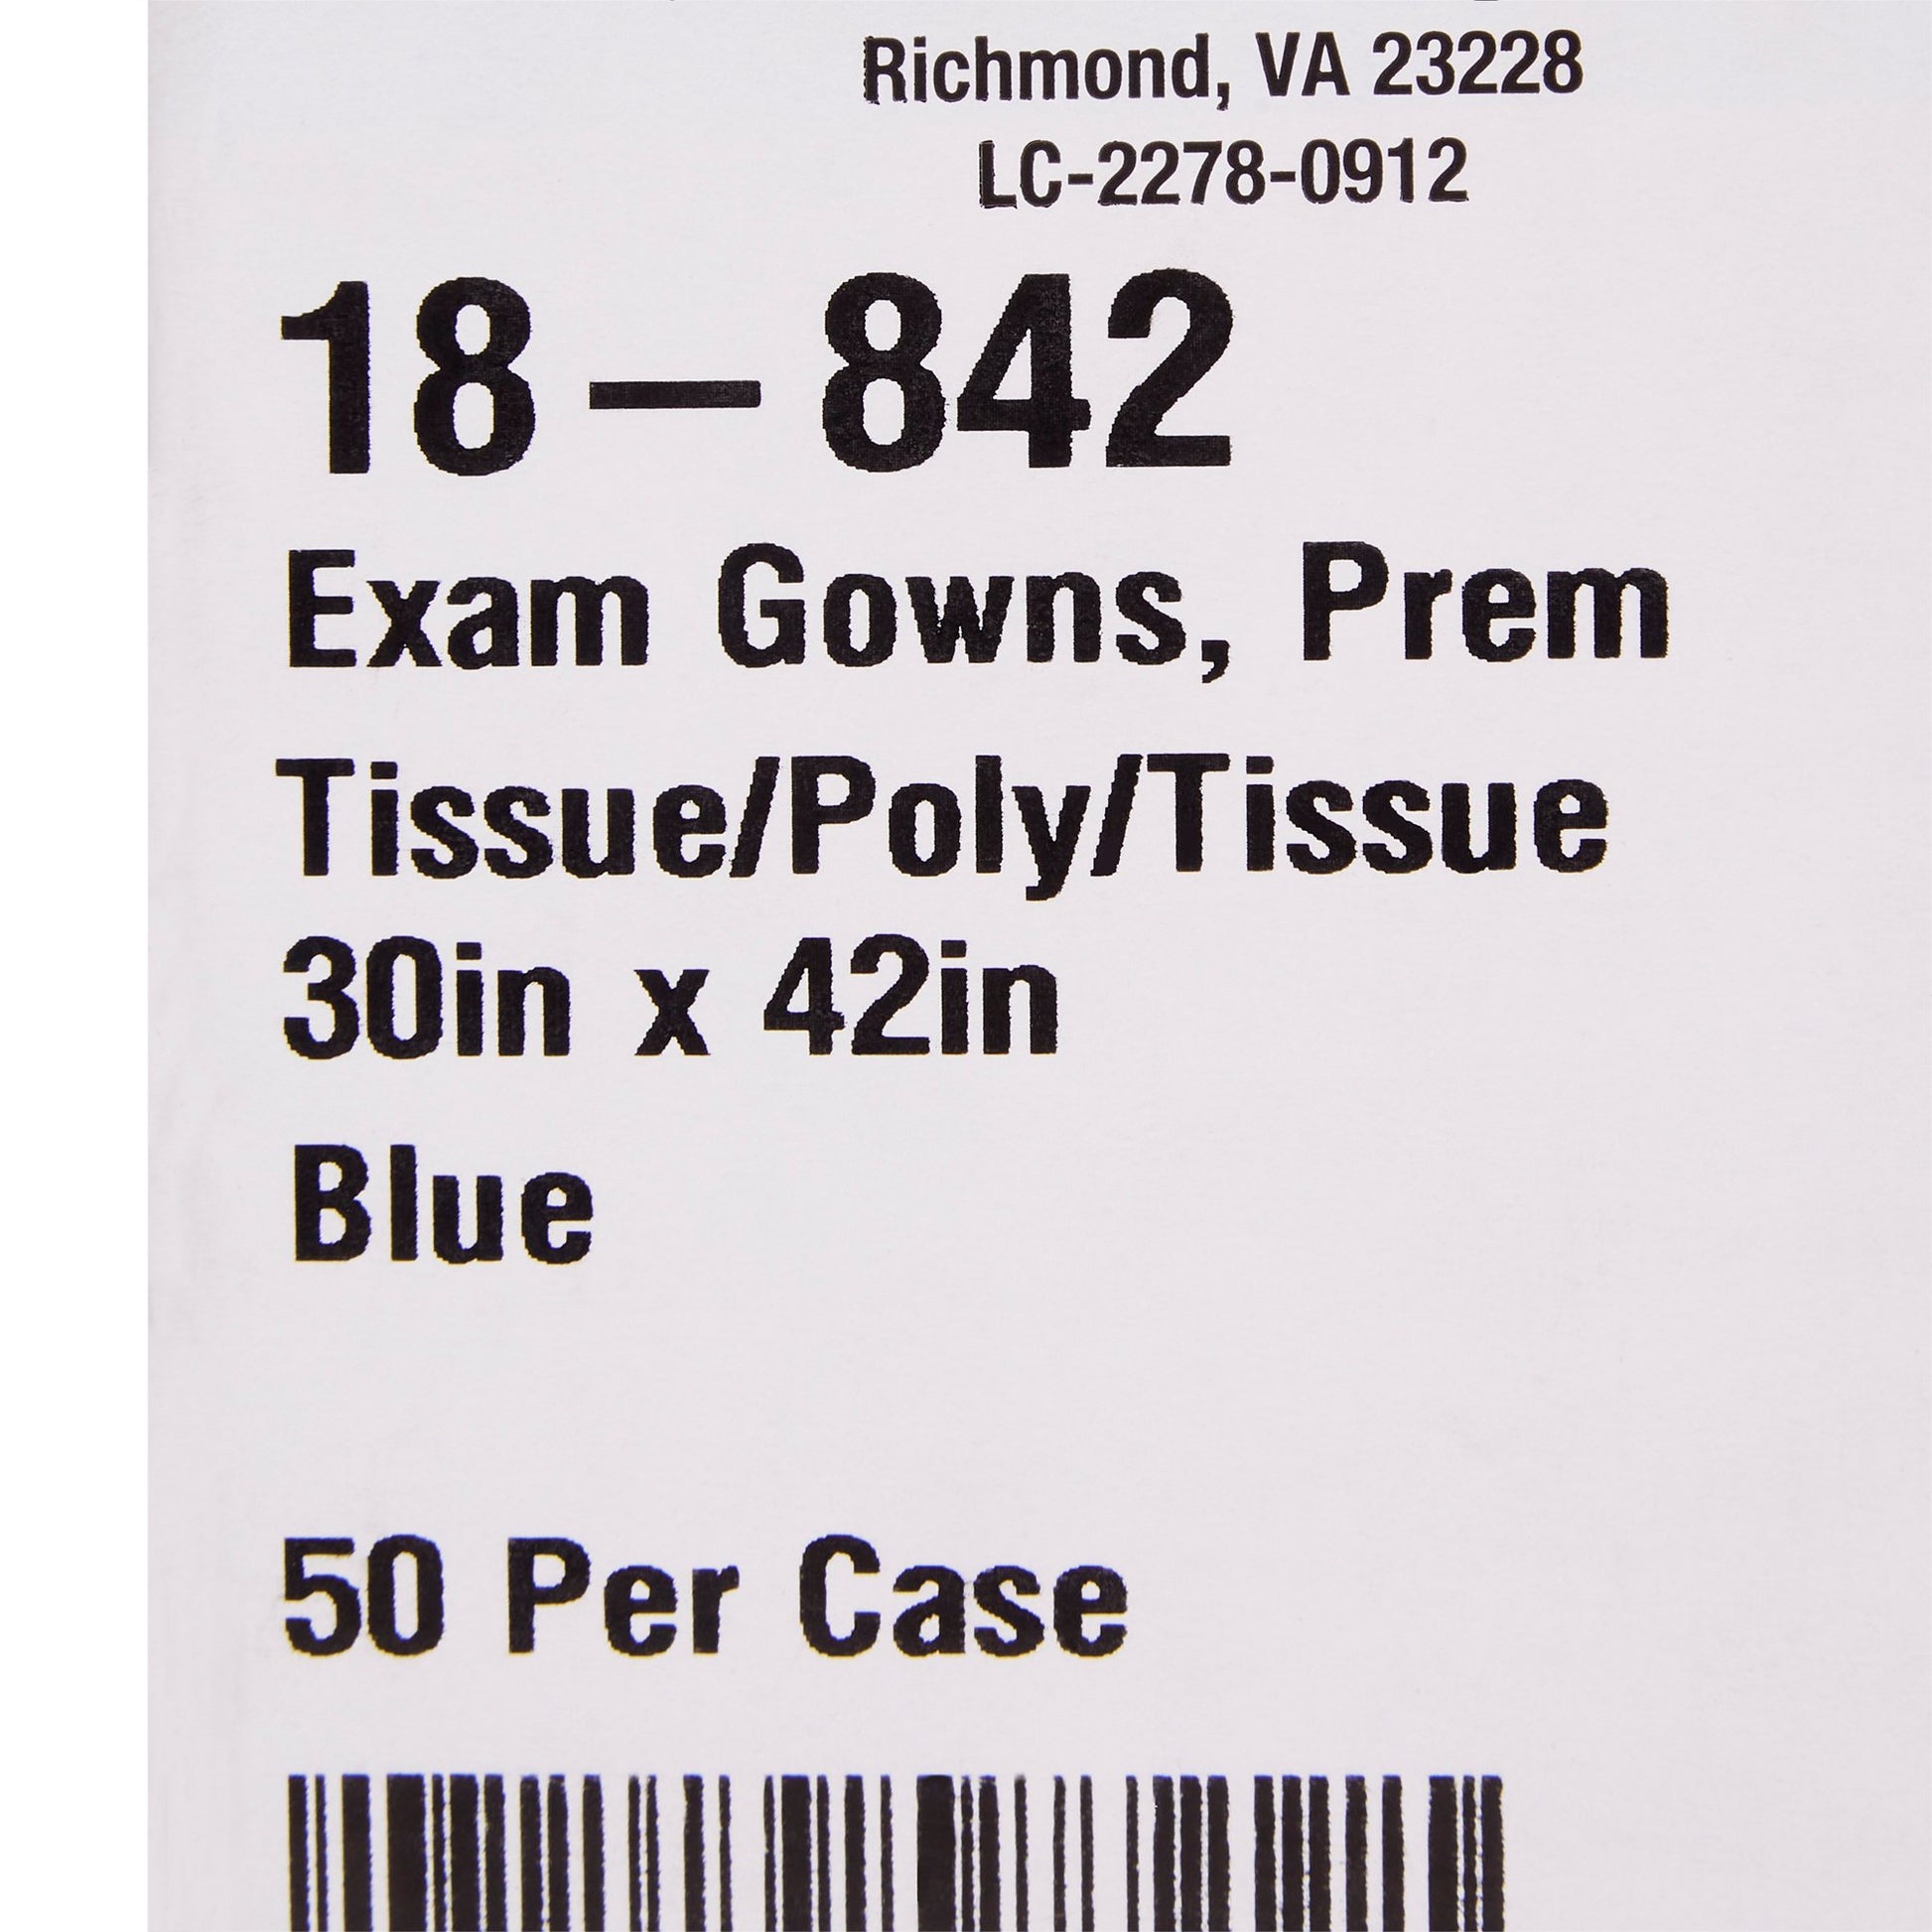 Richmond, VA 23228
LC-2278-0912
18-842
Exam Gowns, Prem
Tissue/Poly/Tissue
30in x 42in
Blue
50 Per Case